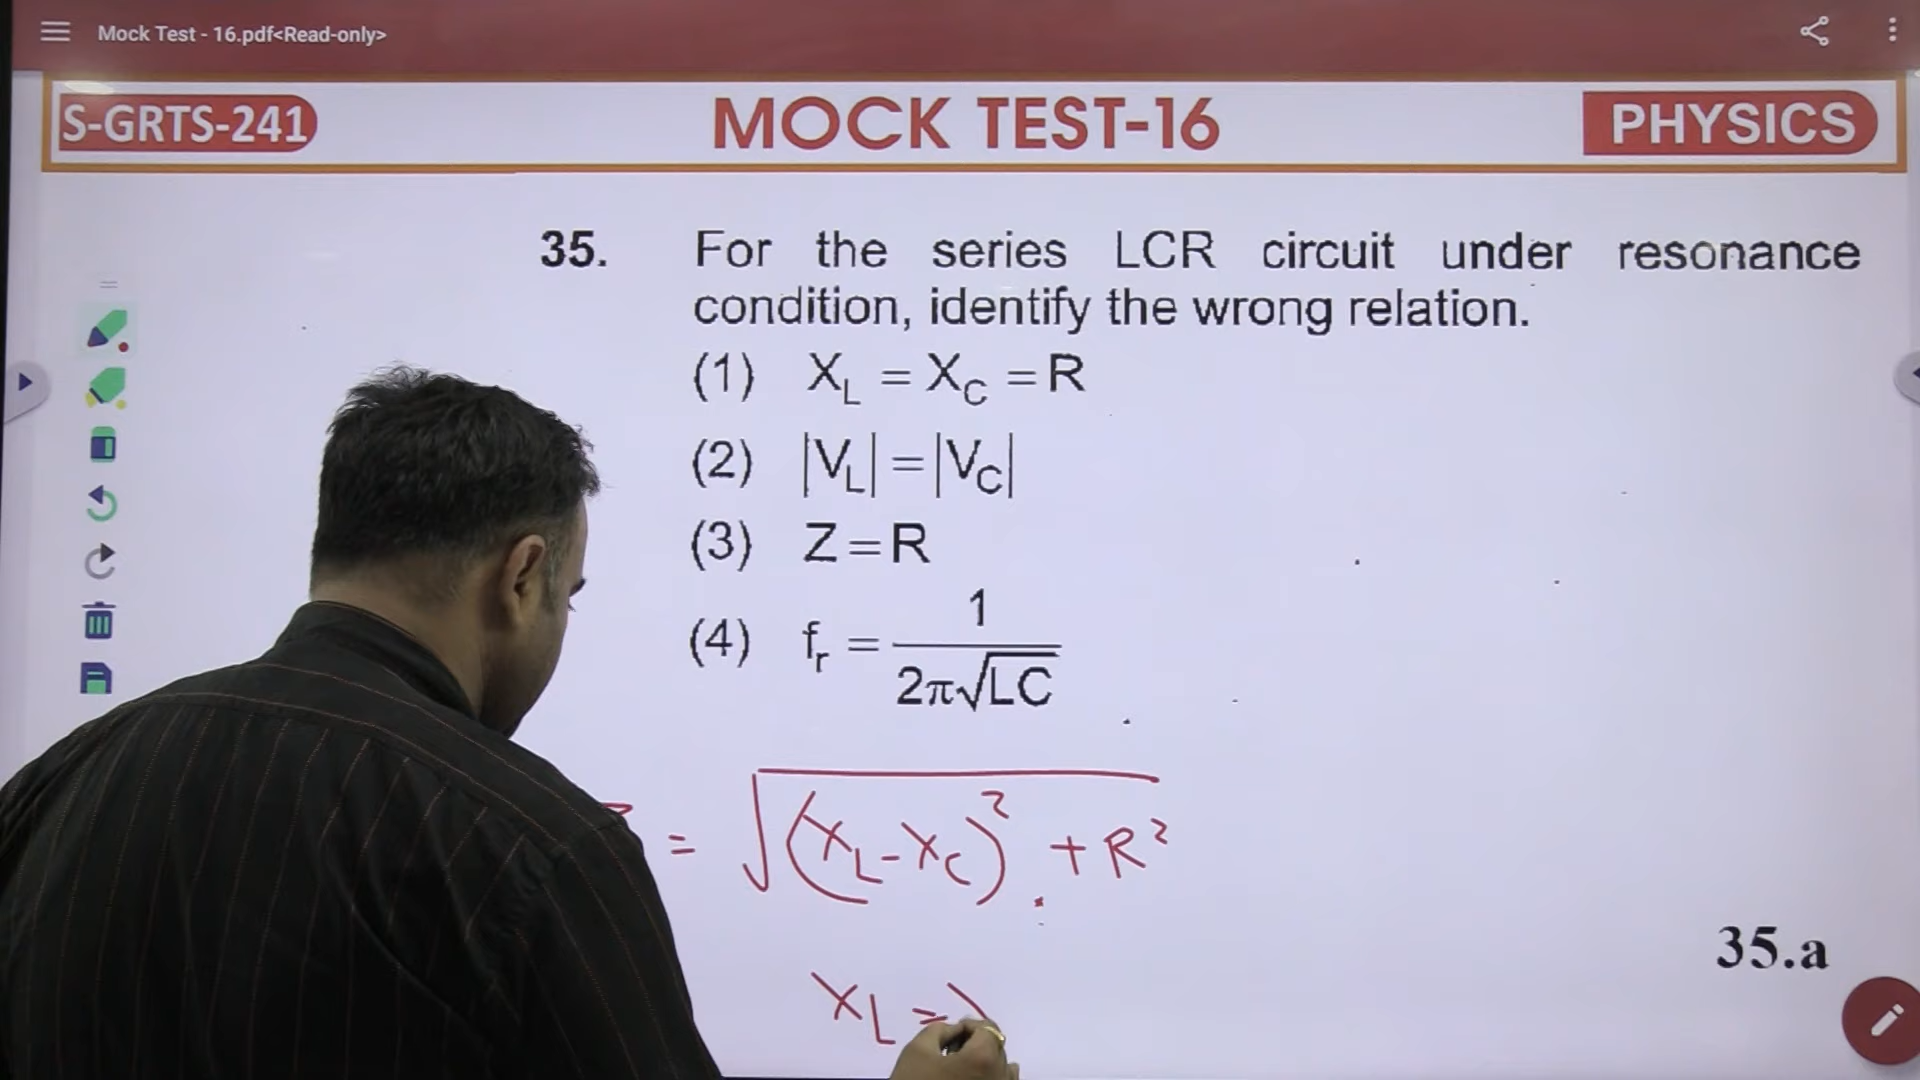 Mock Test - 16.pdf<Read-only>
S-GRTS-241
MOCK TEST-16
PHYSICS
35. For the series LCR circuit under resonance
condition, identify the wrong relation.
(1) X_L = X_C = R
(2) |V_L| = |V_C|
(3) Z = R
(4) f_r = 1/(2π√LC)
= √((X_L - X_C)² + R²)
35.a
X_L =